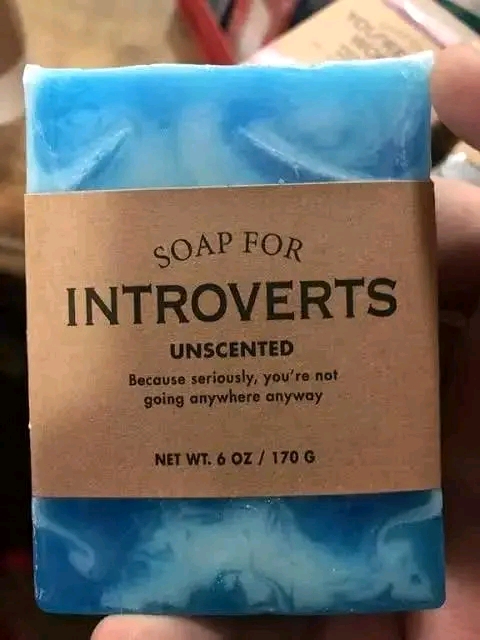 SOAP FOR
INTROVERTS
UNSCENTED
Because seriously, you're not
going anywhere anyway
NET WT. 6 OZ / 170 G